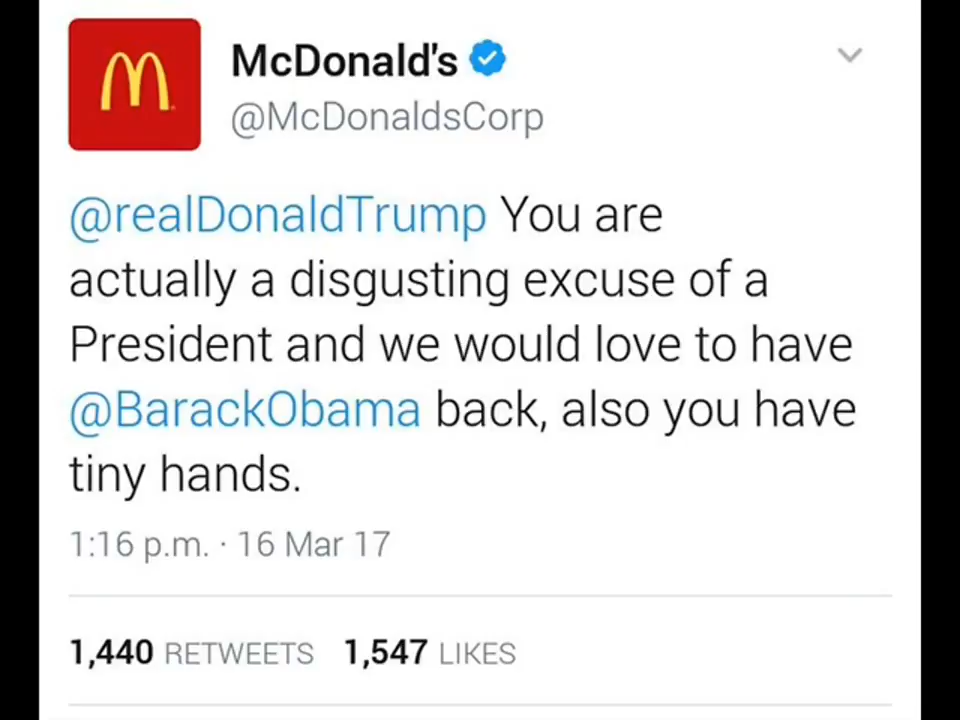 McDonald's
@McDonaldsCorp
@realDonaldTrump You are
actually a disgusting excuse of a
President and we would love to have
@BarackObama back, also you have
tiny hands.
1:16 p.m. · 16 Mar 17
1,440 RETWEETS 1,547 LIKES